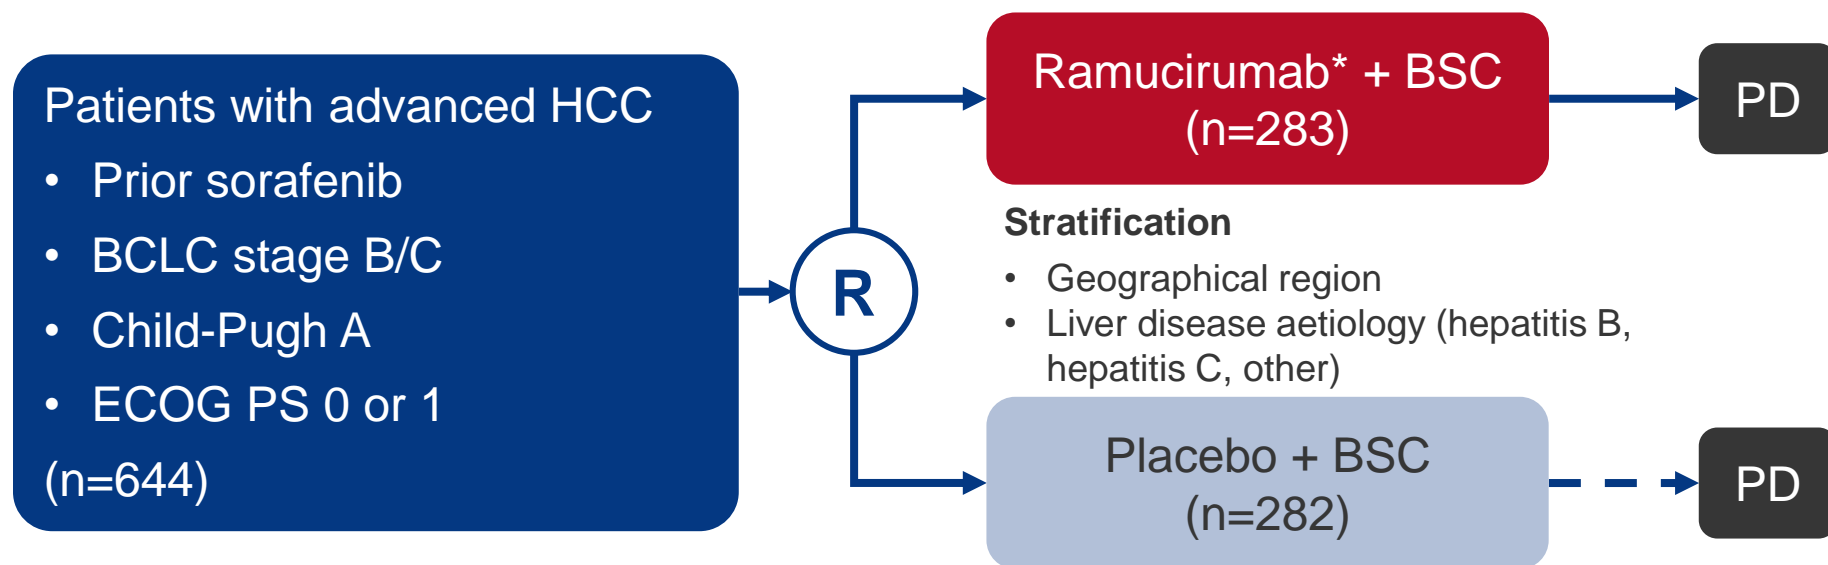 Patients with advanced HCC
• Prior sorafenib
• BCLC stage B/C
• Child-Pugh A
• ECOG PS 0 or 1
(n=644)
R
Ramucirumab* + BSC
(n=283)
PD
Stratification
• Geographical region
• Liver disease aetiology (hepatitis B,
hepatitis C, other)
Placebo + BSC
(n=282)
PD